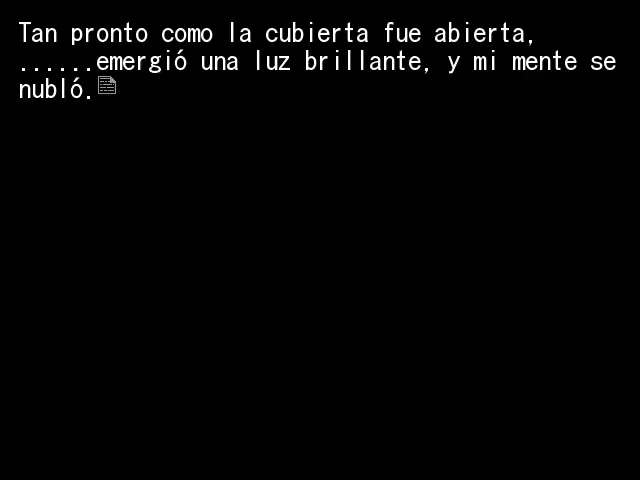 Tan pronto como la cubierta fue abierta,
......emergió una luz brillante, y mi mente se
nubló.